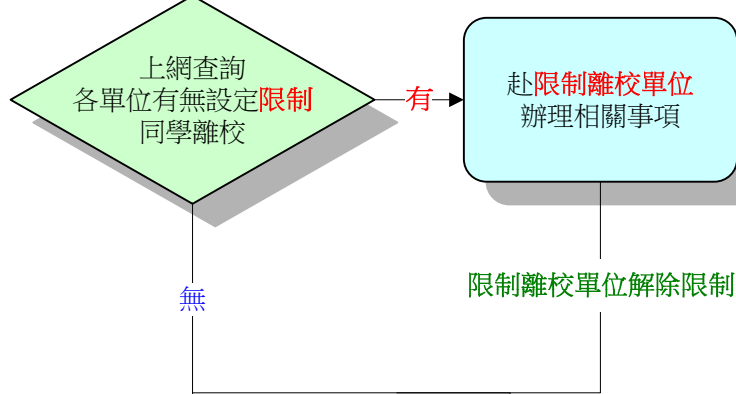 上網查詢
各單位有無設定限制
同學離校
有
赴限制離校單位
辦理相關事項
無
限制離校單位解除限制